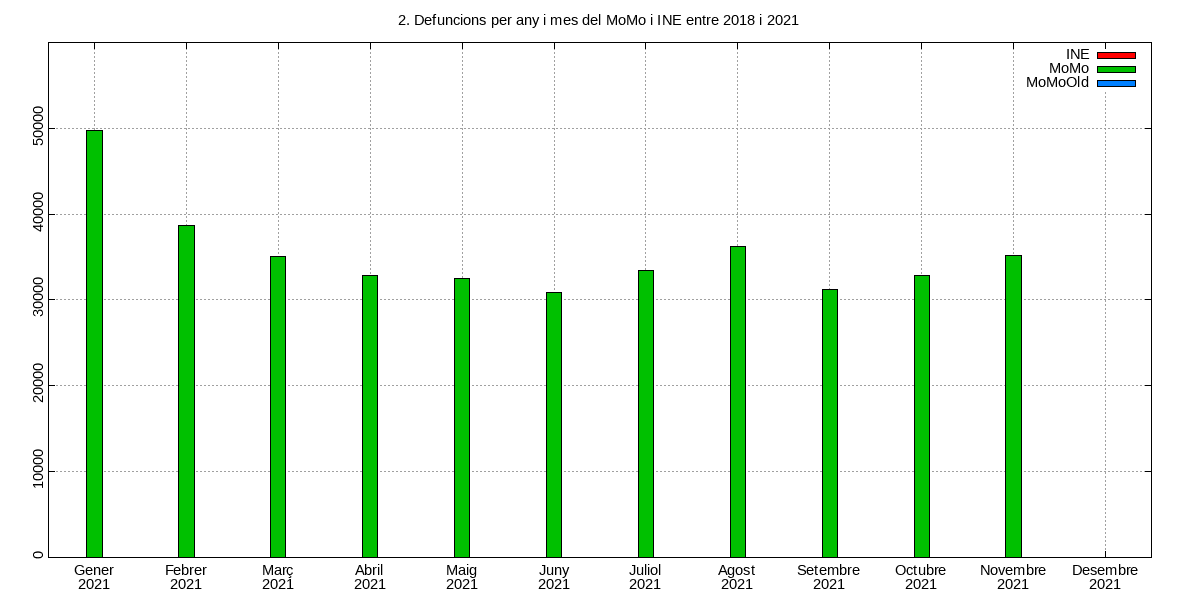 2. Defuncions per any i mes del MoMo i INE entre 2018 i 2021
INE
MoMo
MoMoOld
50000
40000
30000
20000
10000
0
Gener Febrer Març Abril Maig Juny Juliol Agost Setembre Octubre Novembre Desembre
2021 2021 2021 2021 2021 2021 2021 2021 2021 2021 2021 2021